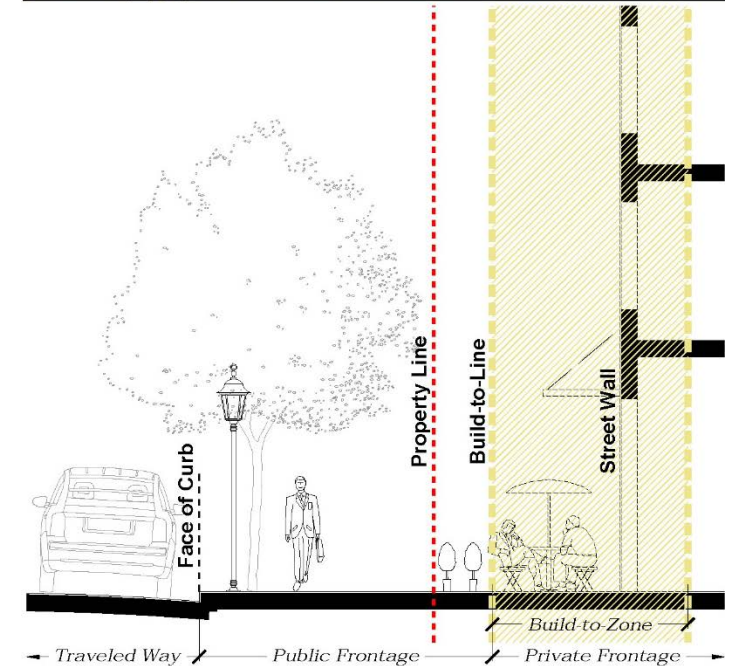 Face of Curb
Property Line
Build-to-Line
Street Wall
Build-to-Zone
Traveled Way
Public Frontage
Private Frontage